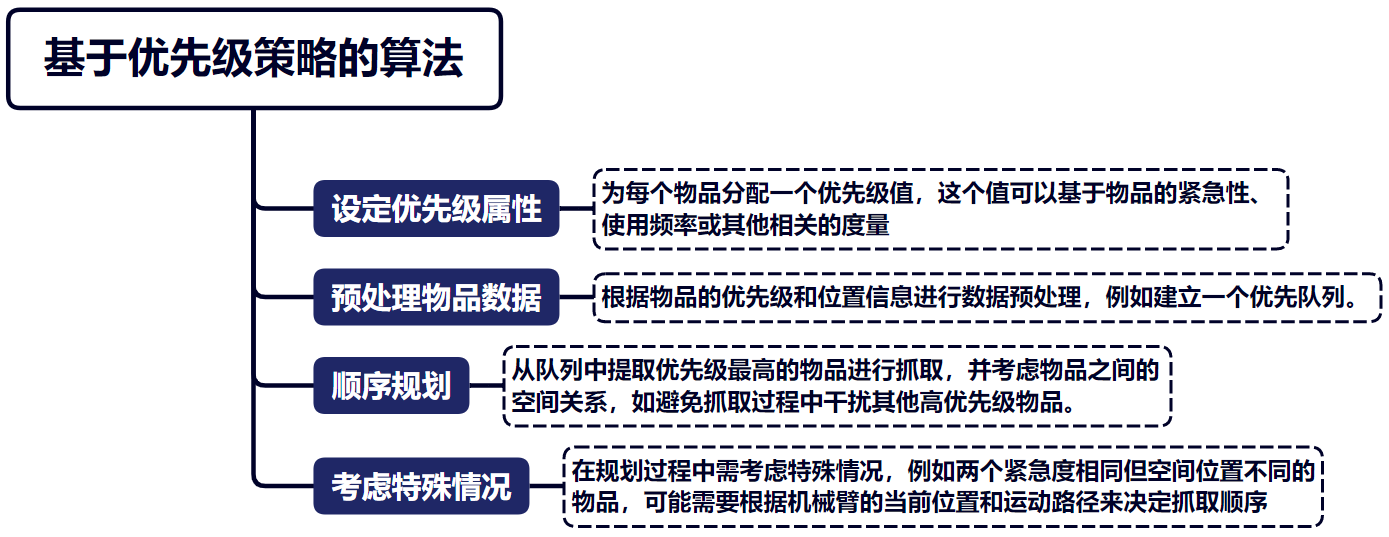 基于优先级策略的算法
设定优先级属性
为每个物品分配一个优先级值，这个值可以基于物品的紧急性、
使用频率或其他相关的度量
预处理物品数据
根据物品的优先级和位置信息进行数据预处理，例如建立一个优先队列。
顺序规划
从队列中提取优先级最高的物品进行抓取，并考虑物品之间的
空间关系，如避免抓取过程中干扰其他高优先级物品。
考虑特殊情况
在规划过程中需考虑特殊情况，例如两个紧急度相同但空间位置不同的
物品，可能需要根据机械臂的当前位置和运动路径来决定抓取顺序